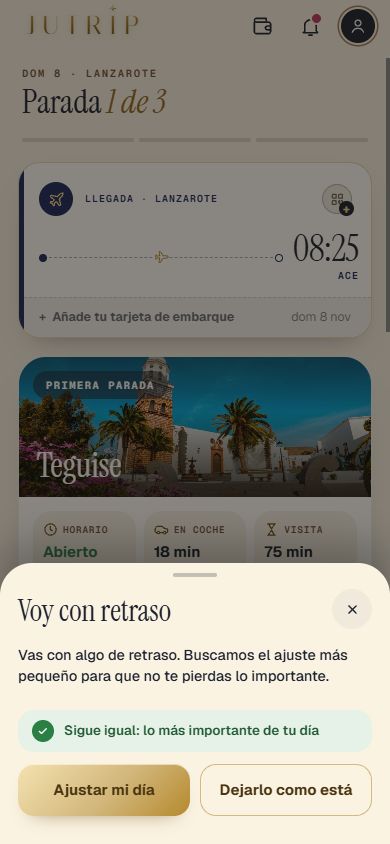 JUTRIP
DOM 8 · LANZAROTE
Parada 1 de 3
LLEGADA · LANZAROTE
08:25
ACE
+ Añade tu tarjeta de embarque
dom 8 nov
PRIMERA PARADA
Teguise
HORARIO
Abierto
EN COCHE
18 min
VISITA
75 min
Voy con retraso
×
Vas con algo de retraso. Buscamos el ajuste más
pequeño para que no te pierdas lo importante.
Sigue igual: lo más importante de tu día
Ajustar mi día
Dejarlo como está